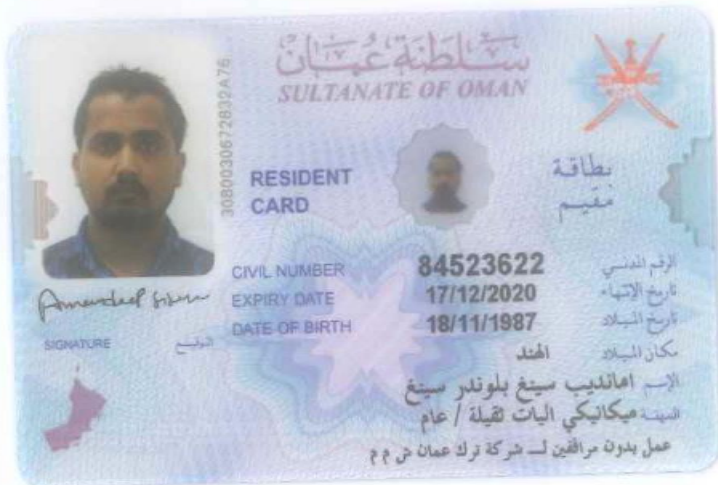 سلطنة عمان
SULTANATE OF OMAN
RESIDENT CARD
بطاقة مقيم
CIVIL NUMBER 84523622 الرقم المدني
EXPIRY DATE 17/12/2020 تاريخ الإنتهاء
DATE OF BIRTH 18/11/1987 تاريخ الميلاد
SIGNATURE التوقيع
مكان الميلاد الهند
الإسم امانديب سينغ بلوندر سينغ
المهنة ميكانيكي اليات ثقيلة / عام
عمل بدون مرافقين لـ شركة ترك عمان ش م م